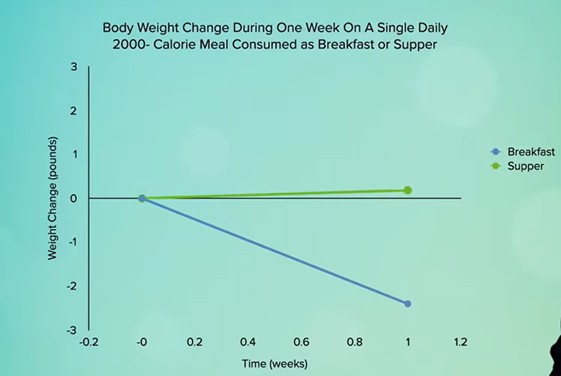 Body Weight Change During One Week On A Single Daily
2000- Calorie Meal Consumed as Breakfast or Supper
3
2
1
0
-1
-2
-3
Weight Change (pounds)
-0.2
-0
0.2
0.4
0.6
0.8
1
1.2
Time (weeks)
Breakfast
Supper